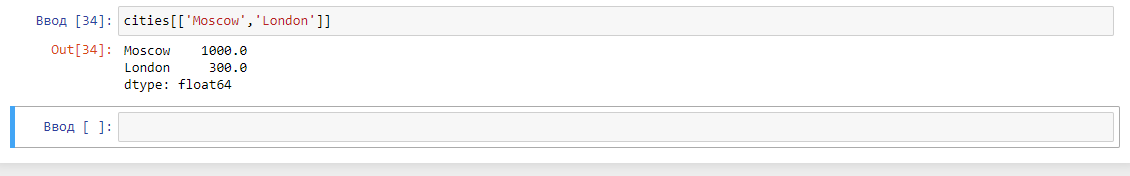 Ввод [34]: cities[['Moscow','London']]
Out[34]: Moscow    1000.0
London     300.0
dtype: float64
Ввод [ ]: